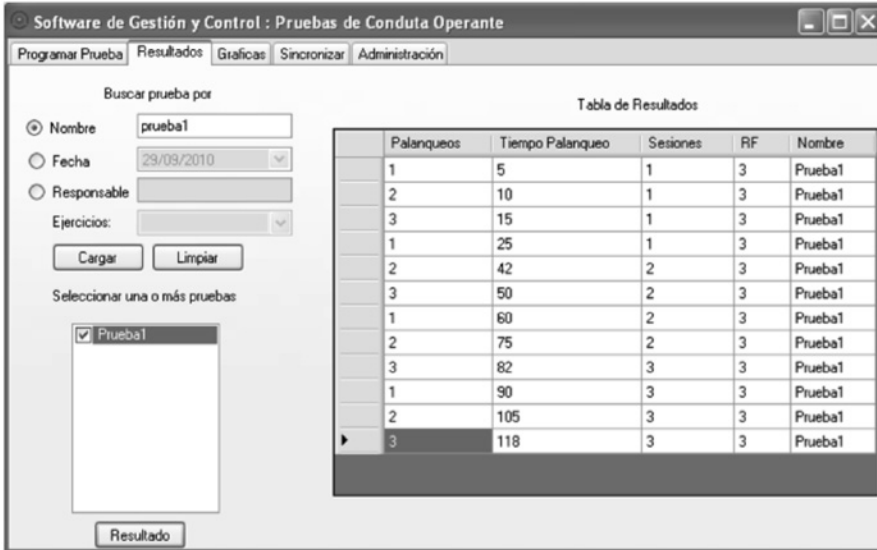 Software de Gestión y Control : Pruebas de Conduta Operante
Programar Prueba Resultados Graficas Sincronizar Administración
Buscar prueba por
Nombre prueba1
Fecha 29/09/2010
Responsable
Ejercicios:
Cargar Limpiar
Seleccionar una o más pruebas
Prueba1
Resultado
Tabla de Resultados
Palanqueos Tiempo Palanqueo Sesiones RF Nombre
1 5 1 3 Prueba1
2 10 1 3 Prueba1
3 15 1 3 Prueba1
1 25 1 3 Prueba1
2 42 2 3 Prueba1
3 50 2 3 Prueba1
1 60 2 3 Prueba1
2 75 2 3 Prueba1
3 82 3 3 Prueba1
1 90 3 3 Prueba1
2 105 3 3 Prueba1
3 118 3 3 Prueba1